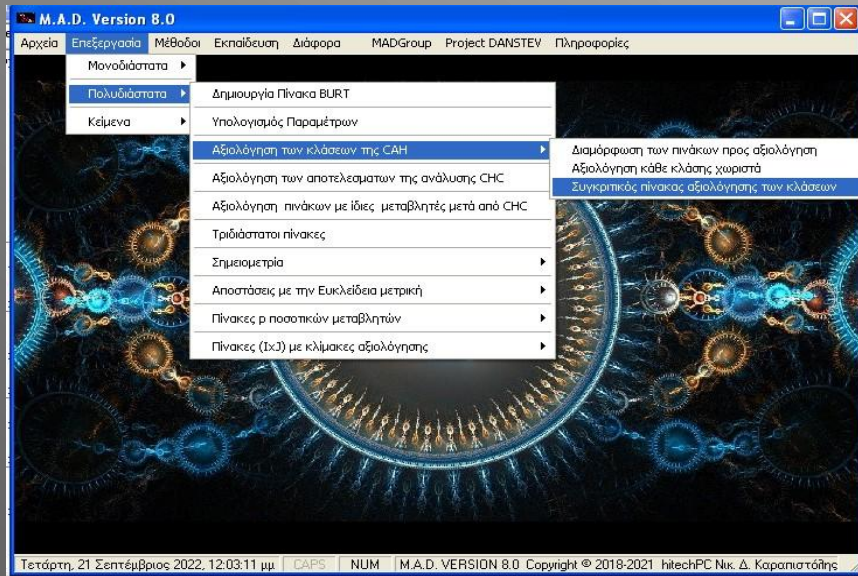 M.A.D. Version 8.0
Αρχεία Επεξεργασία Μέθοδοι Εκπαίδευση Διάφορα MADGroup Project DANSTEV Πληροφορίες
Μονοδιάστατα
Πολυδιάστατα
Κείμενα
Δημιουργία Πίνακα BURT
Υπολογισμός Παραμέτρων
Αξιολόγηση των κλάσεων της CAH
Αξιολόγηση των αποτελεσματων της ανάλυσης CHC
Αξιολόγηση πινάκων με ίδιες μεταβλητές μετά από CHC
Τριδιάστατοι πίνακες
Σημειομετρία
Αποστάσεις με την Ευκλείδεια μετρική
Πίνακες p ποσοτικών μεταβλητών
Πίνακες (IxJ) με κλίμακες αξιολόγησης
Διαμόρφωση των πινάκων προς αξιολόγηση
Αξιολόγηση κάθε κλάσης χωριστά
Συγκριτικός πίνακας αξιολόγησης των κλάσεων
Τετάρτη, 21 Σεπτέμβριος 2022, 12:03:11 μμ CAPS NUM M.A.D. VERSION 8.0 Copyright © 2018-2021 hitechPC Νικ. Δ. Καραπιστόλης